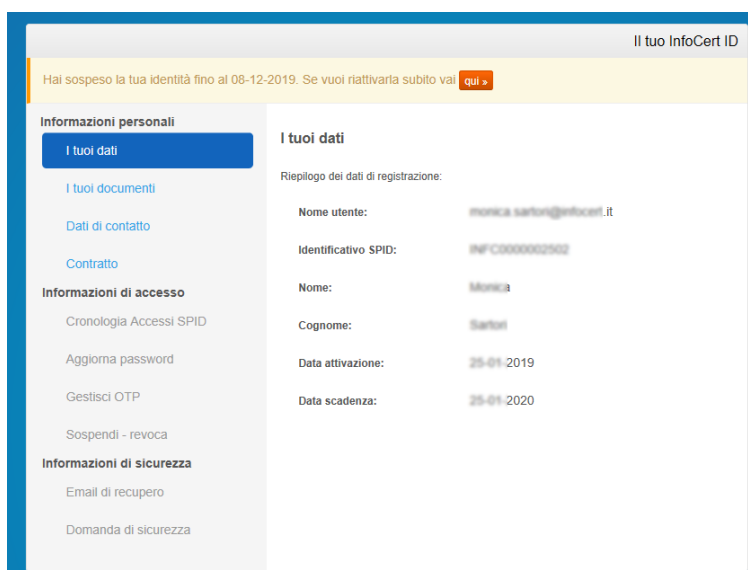 Il tuo InfoCert ID
Hai sospeso la tua identità fino al 08-12-2019. Se vuoi riattivarla subito vai qui »
Informazioni personali
I tuoi dati
I tuoi documenti
Dati di contatto
Contratto
Informazioni di accesso
Cronologia Accessi SPID
Aggiorna password
Gestisci OTP
Sospendi - revoca
Informazioni di sicurezza
Email di recupero
Domanda di sicurezza
I tuoi dati
Riepilogo dei dati di registrazione:
Nome utente: .it
Identificativo SPID:
Nome:
Cognome:
Data attivazione: 2019
Data scadenza: 2020